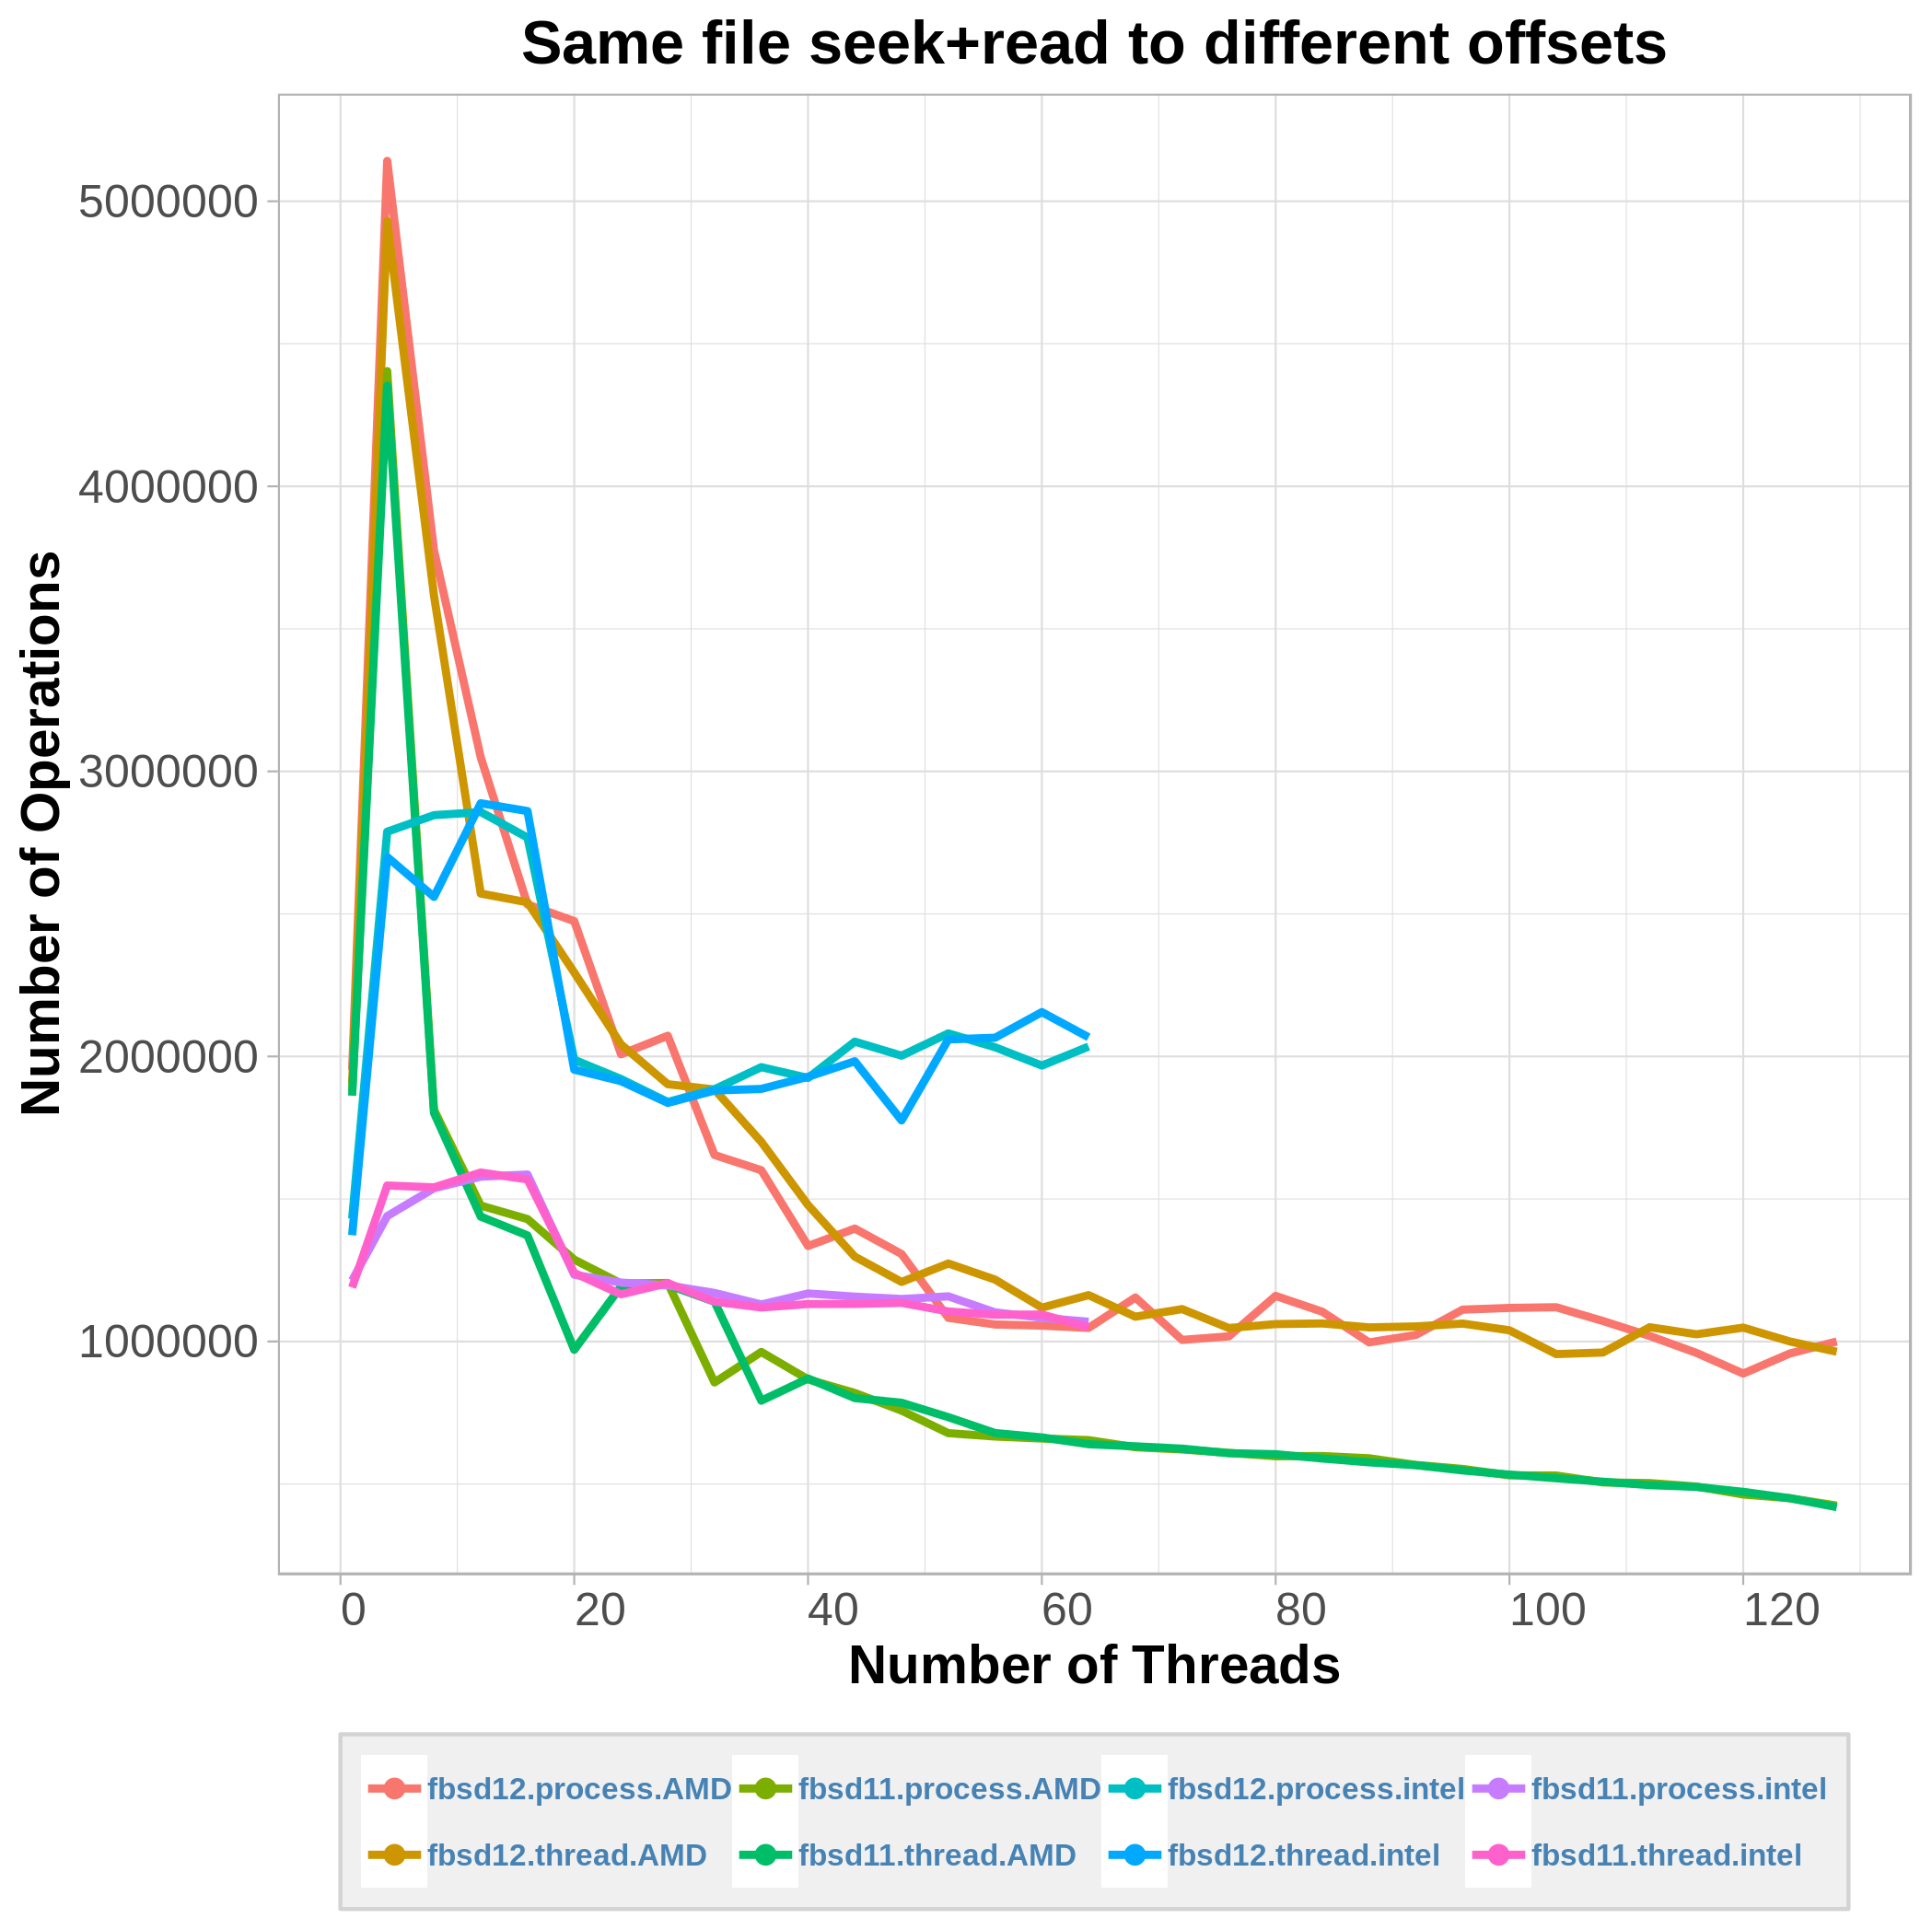 Same file seek+read to different offsets
Number of Operations
5000000
4000000
3000000
2000000
1000000
0 20 40 60 80 100 120
Number of Threads
fbsd12.process.AMD fbsd11.process.AMD fbsd12.process.intel fbsd11.process.intel
fbsd12.thread.AMD fbsd11.thread.AMD fbsd12.thread.intel fbsd11.thread.intel